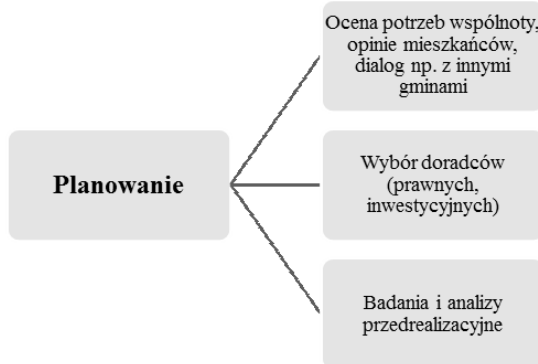 Ocena potrzeb wspólnoty,
opinie mieszkańców,
dialog np. z innymi
gminami
Planowanie
Wybór doradców
(prawnych,
inwestycyjnych)
Badania i analizy
przedrealizacyjne